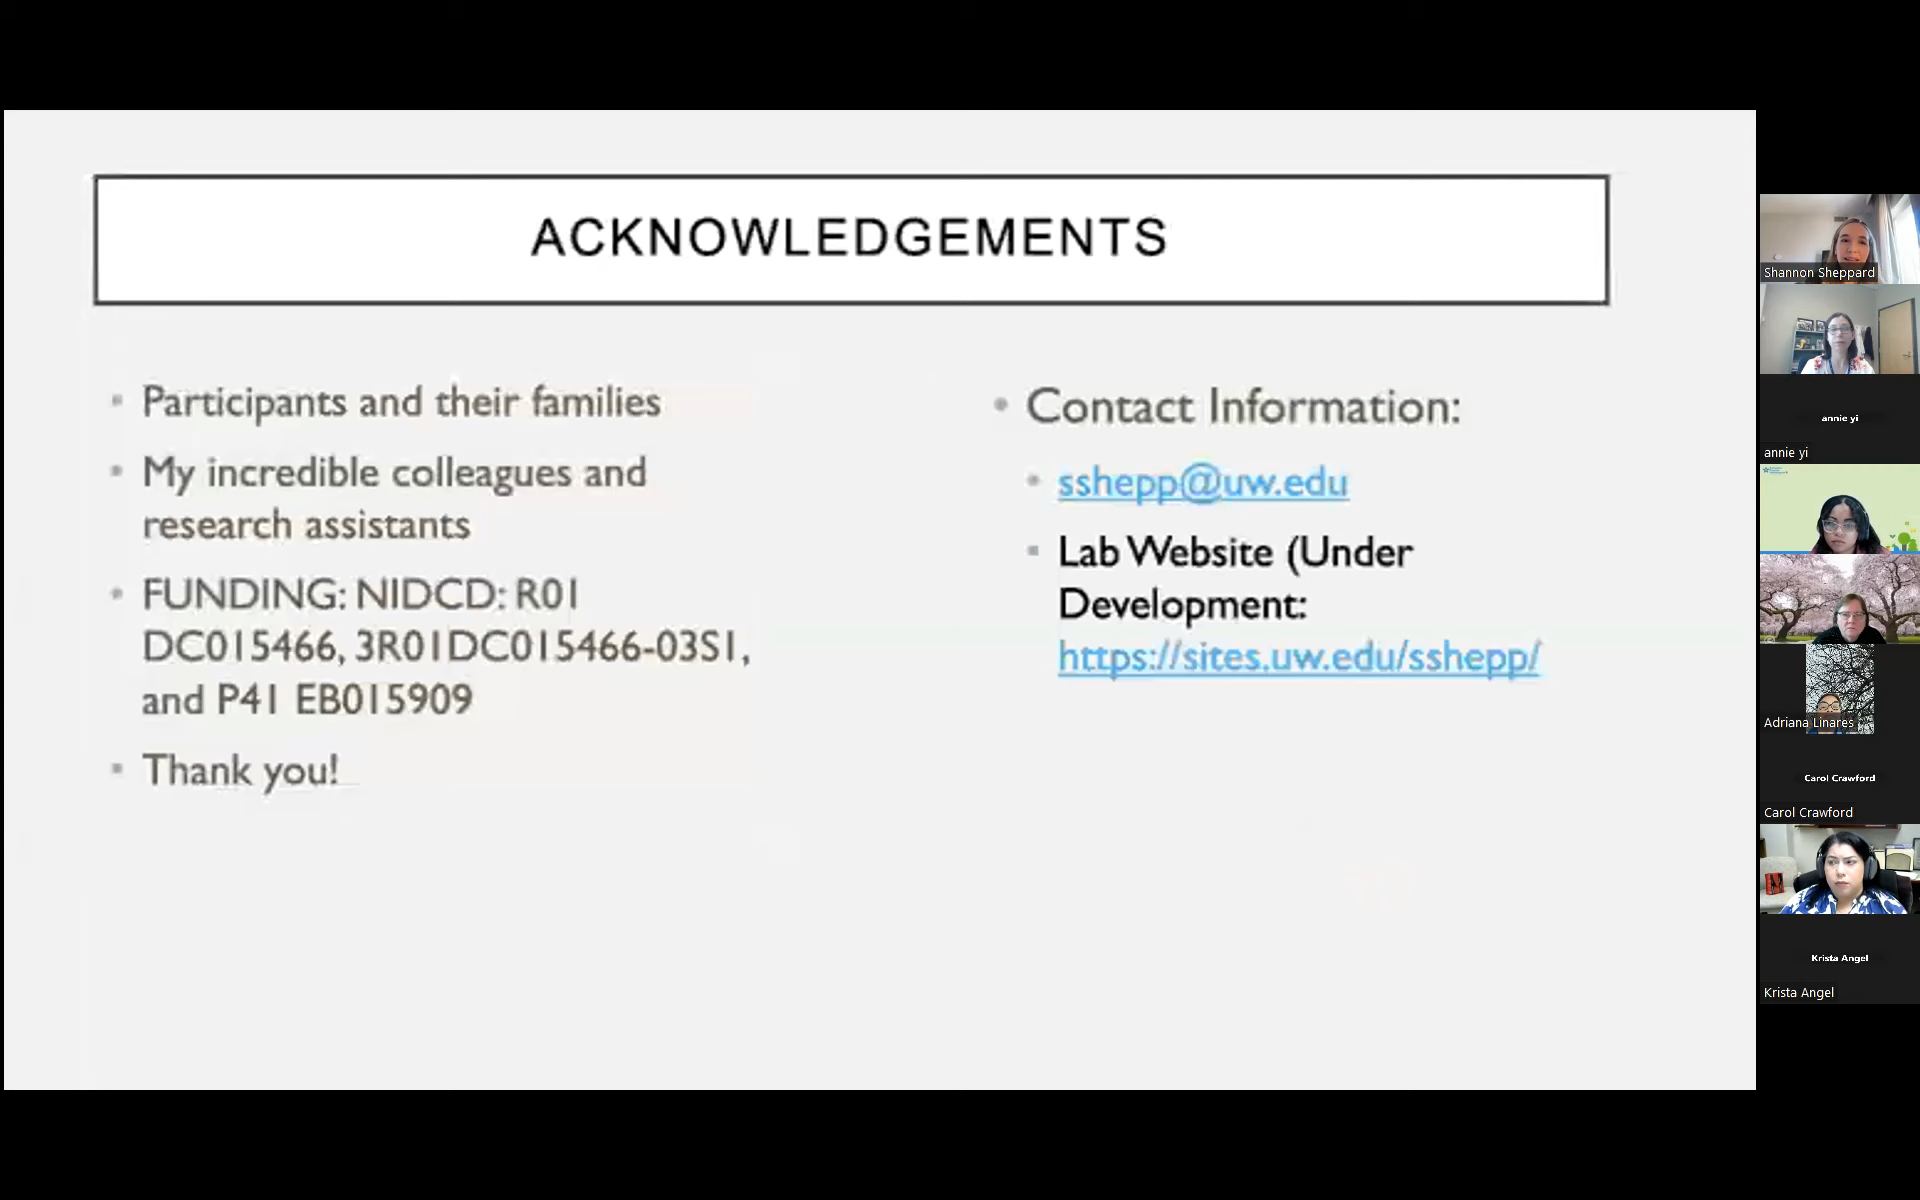 ACKNOWLEDGEMENTS
Participants and their families
My incredible colleagues and
research assistants
FUNDING: NIDCD: R01
DC015466, 3R01DC015466-03S1,
and P41 EB015909
Thank you!
Contact Information:
sshepp@uw.edu
Lab Website (Under
Development:
https://sites.uw.edu/sshepp/
Shannon Sheppard
annie yi
annie yi
Adriana Linares
Carol Crawford
Carol Crawford
Krista Angel
Krista Angel